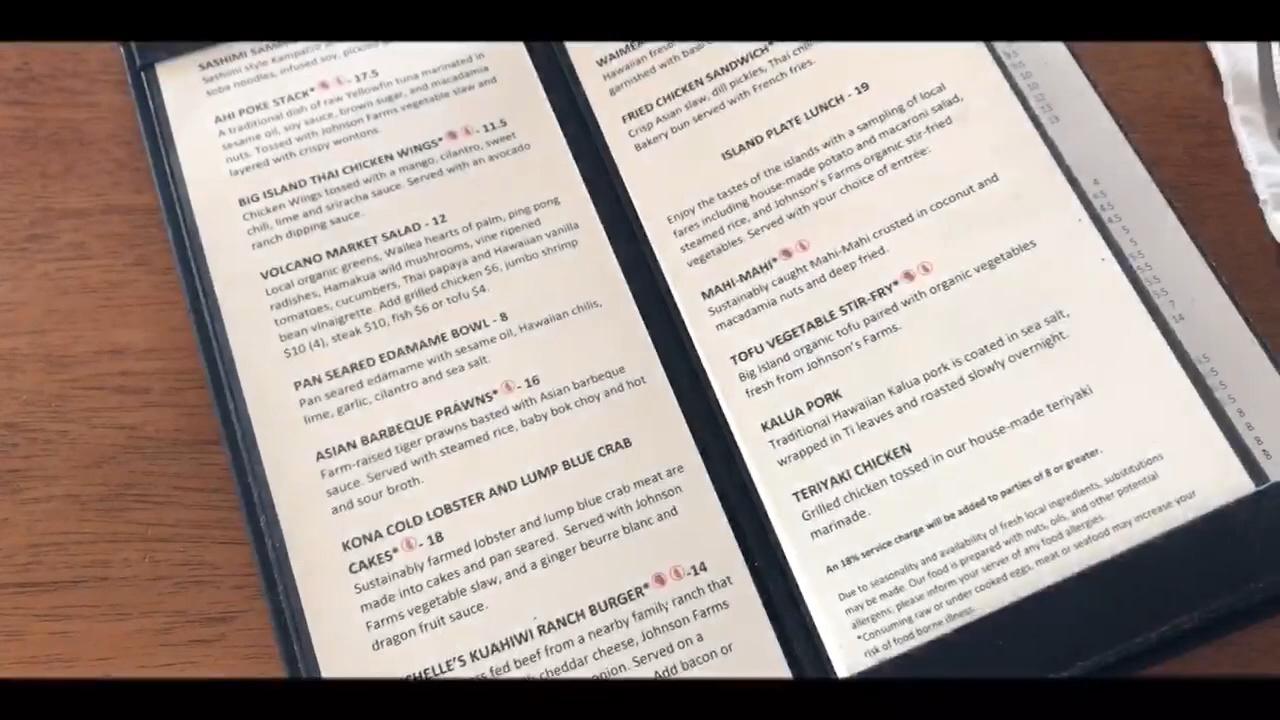 SASHIMI
Sashimi style Kampachi
soba noodles, infused soy, pickled
AHI POKE STACK* - 17.5
A traditional dish of raw Yellowfin tuna marinated in
sesame oil, soy sauce, brown sugar, and macadamia
nuts. Tossed with Johnson Farms vegetable slaw and
layered with crispy wontons.
BIG ISLAND THAI CHICKEN WINGS* - 11.5
Chicken Wings tossed with a mango, cilantro, sweet
chili, lime and sriracha sauce. Served with an avocado
ranch dipping sauce.
VOLCANO MARKET SALAD - 12
Local organic greens, Wailea hearts of palm, ping pong
radishes, Hamakua wild mushrooms, vine ripened
tomatoes, cucumbers, Thai papaya and Hawaiian vanilla
bean vinaigrette. Add grilled chicken $6, jumbo shrimp
$10 (4), steak $10, fish $6 or tofu $4.
PAN SEARED EDAMAME BOWL - 8
Pan seared edamame with sesame oil, Hawaiian chilis,
lime, garlic, cilantro and sea salt.
ASIAN BARBEQUE PRAWNS* - 16
Farm-raised tiger prawns basted with Asian barbeque
sauce. Served with steamed rice, baby bok choy and hot
and sour broth.
KONA COLD LOBSTER AND LUMP BLUE CRAB
CAKES* - 18
Sustainably farmed lobster and lump blue crab meat are
made into cakes and pan seared. Served with Johnson
Farms vegetable slaw, and a ginger beurre blanc and
dragon fruit sauce.
KUAHIWI RANCH BURGER* -14
fed beef from a nearby family ranch that
cheddar cheese, Johnson Farms
onion. Served on a
Add bacon or
Hawaiian
garnished with
FRIED CHICKEN SANDWICH*
Crisp Asian slaw, dill pickles, Thai
Bakery bun served with French fries.
ISLAND PLATE LUNCH - 19
Enjoy the tastes of the islands with a sampling of local
fares including house-made potato and macaroni salad,
steamed rice, and Johnson's Farms organic stir-fried
vegetables. Served with your choice of entrée:
MAHI-MAHI*
Sustainably caught Mahi-Mahi crusted in coconut and
macadamia nuts and deep fried.
TOFU VEGETABLE STIR-FRY*
Big Island organic tofu paired with organic vegetables
fresh from Johnson's Farms.
KALUA PORK
Traditional Hawaiian Kalua pork is coated in sea salt,
wrapped in Ti leaves and roasted slowly overnight.
TERIYAKI CHICKEN
Grilled chicken tossed in our house-made teriyaki
marinade.
An 18% service charge will be added to parties of 8 or greater.
Due to seasonality and availability of fresh local ingredients, substitutions
may be made. Our food is prepared with nuts, oils, and other potential
allergens; please inform your server of any food allergies.
*Consuming raw or under cooked eggs, meat or seafood may increase your
risk of food borne illness.